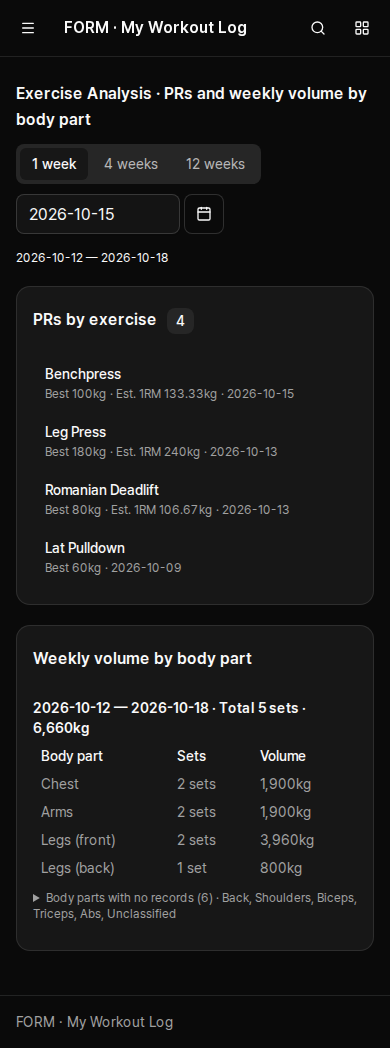 FORM · My Workout Log
Exercise Analysis · PRs and weekly volume by
body part
1 week
4 weeks
12 weeks
2026-10-15
2026-10-12 — 2026-10-18
PRs by exercise 4
Benchpress
Best 100kg · Est. 1RM 133.33kg · 2026-10-15
Leg Press
Best 180kg · Est. 1RM 240kg · 2026-10-13
Romanian Deadlift
Best 80kg · Est. 1RM 106.67kg · 2026-10-13
Lat Pulldown
Best 60kg · 2026-10-09
Weekly volume by body part
2026-10-12 — 2026-10-18 · Total 5 sets ·
6,660kg
Body part Sets Volume
Chest 2 sets 1,900kg
Arms 2 sets 1,900kg
Legs (front) 2 sets 3,960kg
Legs (back) 1 set 800kg
Body parts with no records (6) · Back, Shoulders, Biceps,
Triceps, Abs, Unclassified
FORM · My Workout Log